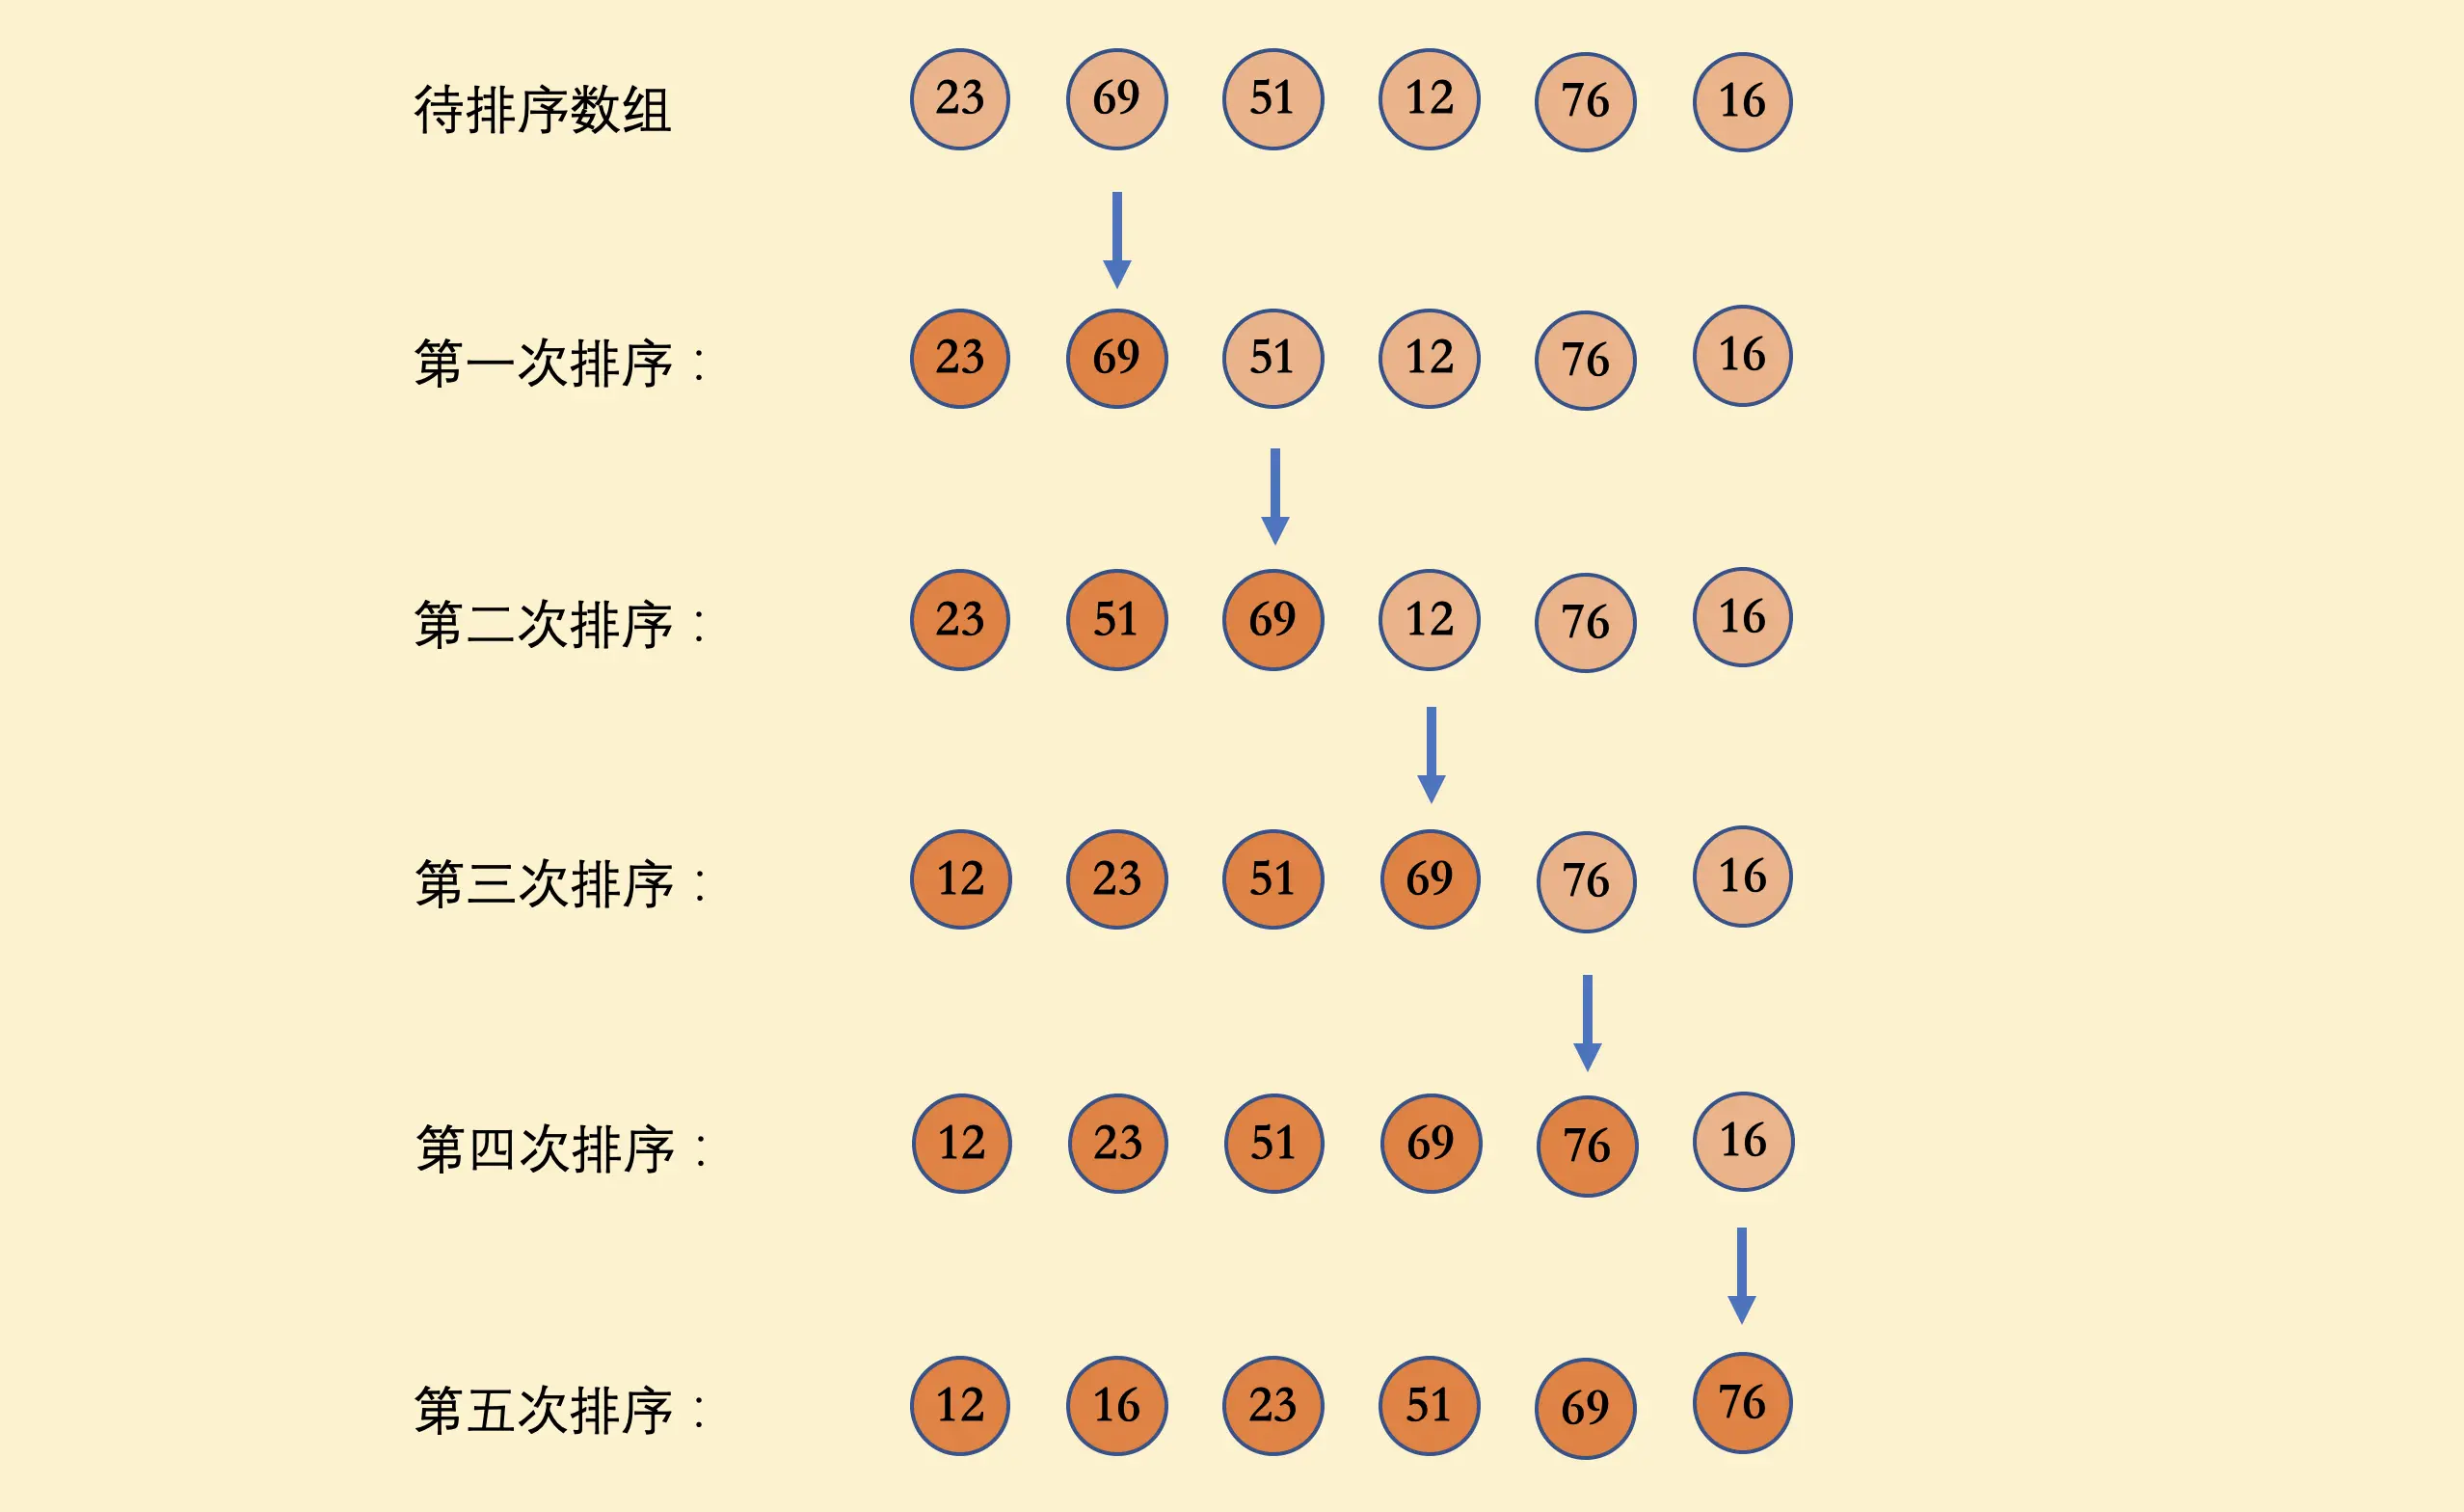 待排序数组 23 69 51 12 76 16
第一次排序： 23 69 51 12 76 16
第二次排序： 23 51 69 12 76 16
第三次排序： 12 23 51 69 76 16
第四次排序： 12 23 51 69 76 16
第五次排序： 12 16 23 51 69 76